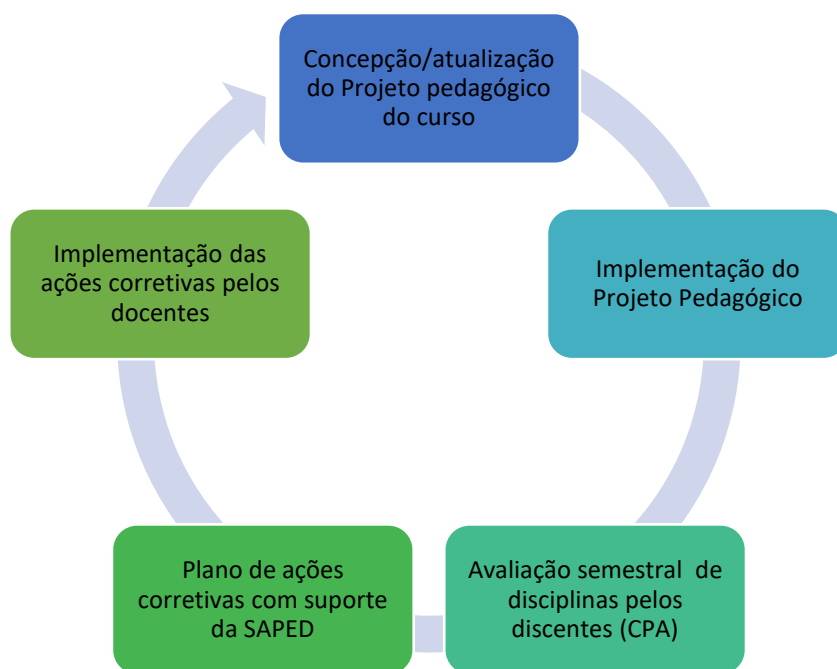 Concepção/atualização
do Projeto pedagógico
do curso
Implementação do
Projeto Pedagógico
Avaliação semestral de
disciplinas pelos
discentes (CPA)
Plano de ações
corretivas com suporte
da SAPED
Implementação das
ações corretivas pelos
docentes